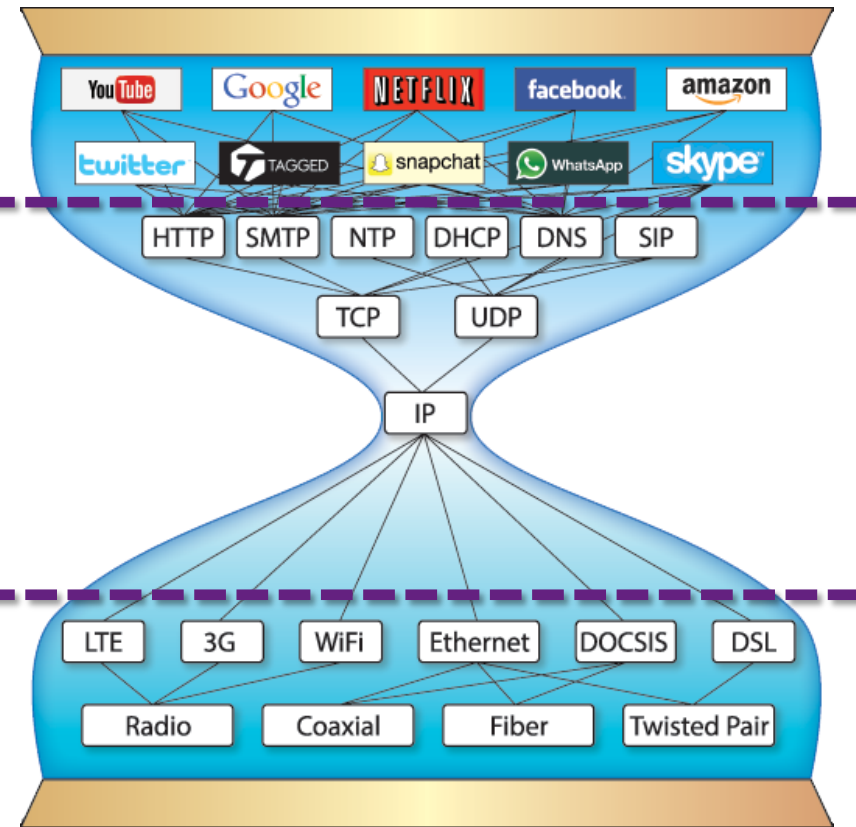 YouTube Google NETFLIX facebook amazon
twitter TAGGED snapchat WhatsApp skype
HTTP SMTP NTP DHCP DNS SIP
TCP UDP
IP
LTE 3G WiFi Ethernet DOCSIS DSL
Radio Coaxial Fiber Twisted Pair